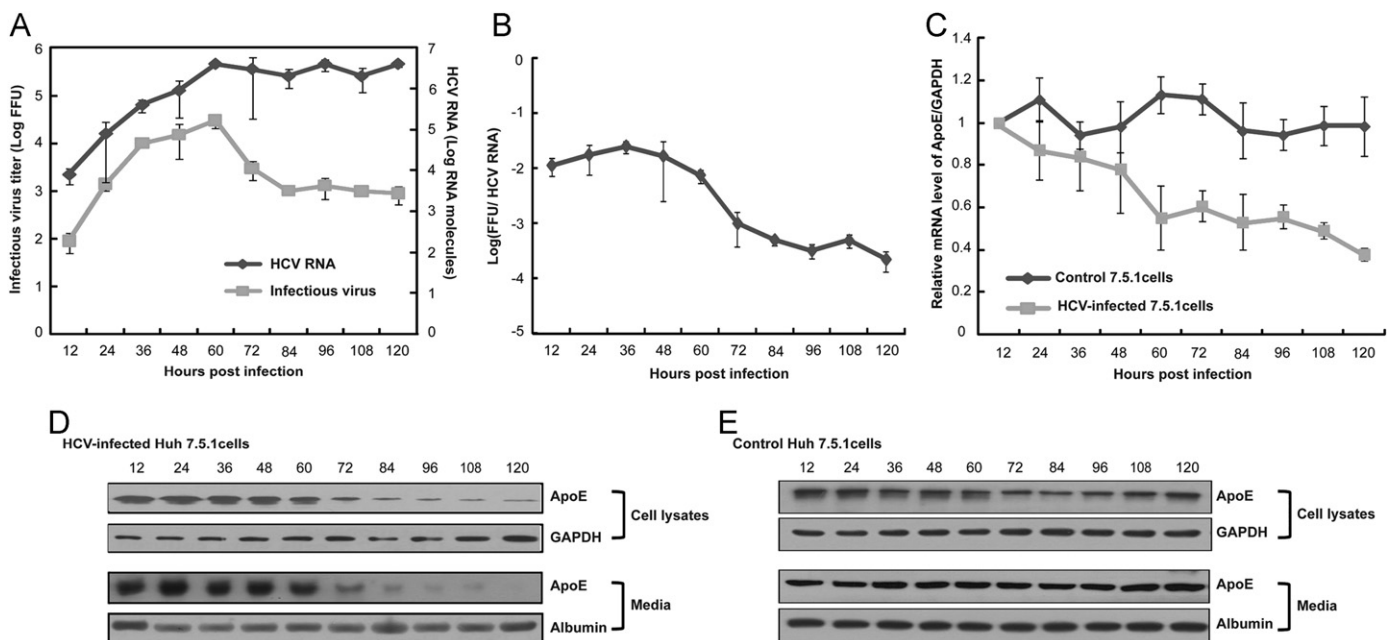 A
Infectious virus titer (Log FFU)
6
5
4
3
2
1
0
7
6
5
4
3
2
1
0
HCV RNA (Log RNA molecules)
HCV RNA
Infectious virus
12 24 36 48 60 72 84 96 108 120
Hours post infection
B
Log(FFU/ HCV RNA)
0
-1
-2
-3
-4
-5
12 24 36 48 60 72 84 96 108 120
Hours post infection
C
Relative mRNA level of ApoE/GAPDH
1.4
1.2
1
0.8
0.6
0.4
0.2
0
Control 7.5.1cells
HCV-infected 7.5.1cells
12 24 36 48 60 72 84 96 108 120
Hours post infection
D
HCV-infected Huh 7.5.1cells
12 24 36 48 60 72 84 96 108 120
ApoE
GAPDH
Cell lysates
ApoE
Albumin
Media
E
Control Huh 7.5.1cells
12 24 36 48 60 72 84 96 108 120
ApoE
GAPDH
Cell lysates
ApoE
Albumin
Media